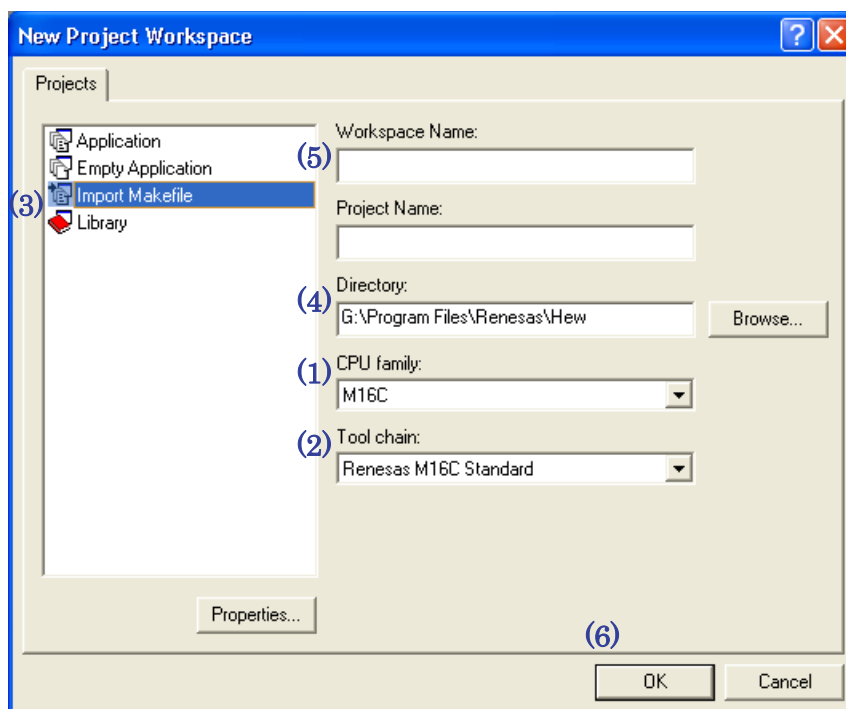 New Project Workspace
Projects
Application
Empty Application
(3) Import Makefile
Library
Properties...
Workspace Name:
(5)
Project Name:
Directory:
(4) G:\Program Files\Renesas\Hew
Browse...
CPU family:
(1) M16C
Tool chain:
(2) Renesas M16C Standard
(6)
OK
Cancel